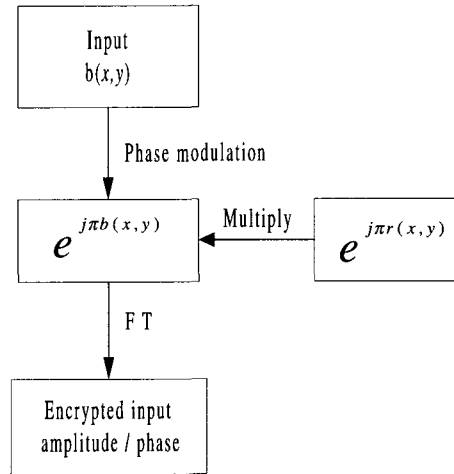 Input
b(x,y)
Phase modulation
e^{jπb(x,y)}
Multiply
e^{jπr(x,y)}
F T
Encrypted input
amplitude / phase